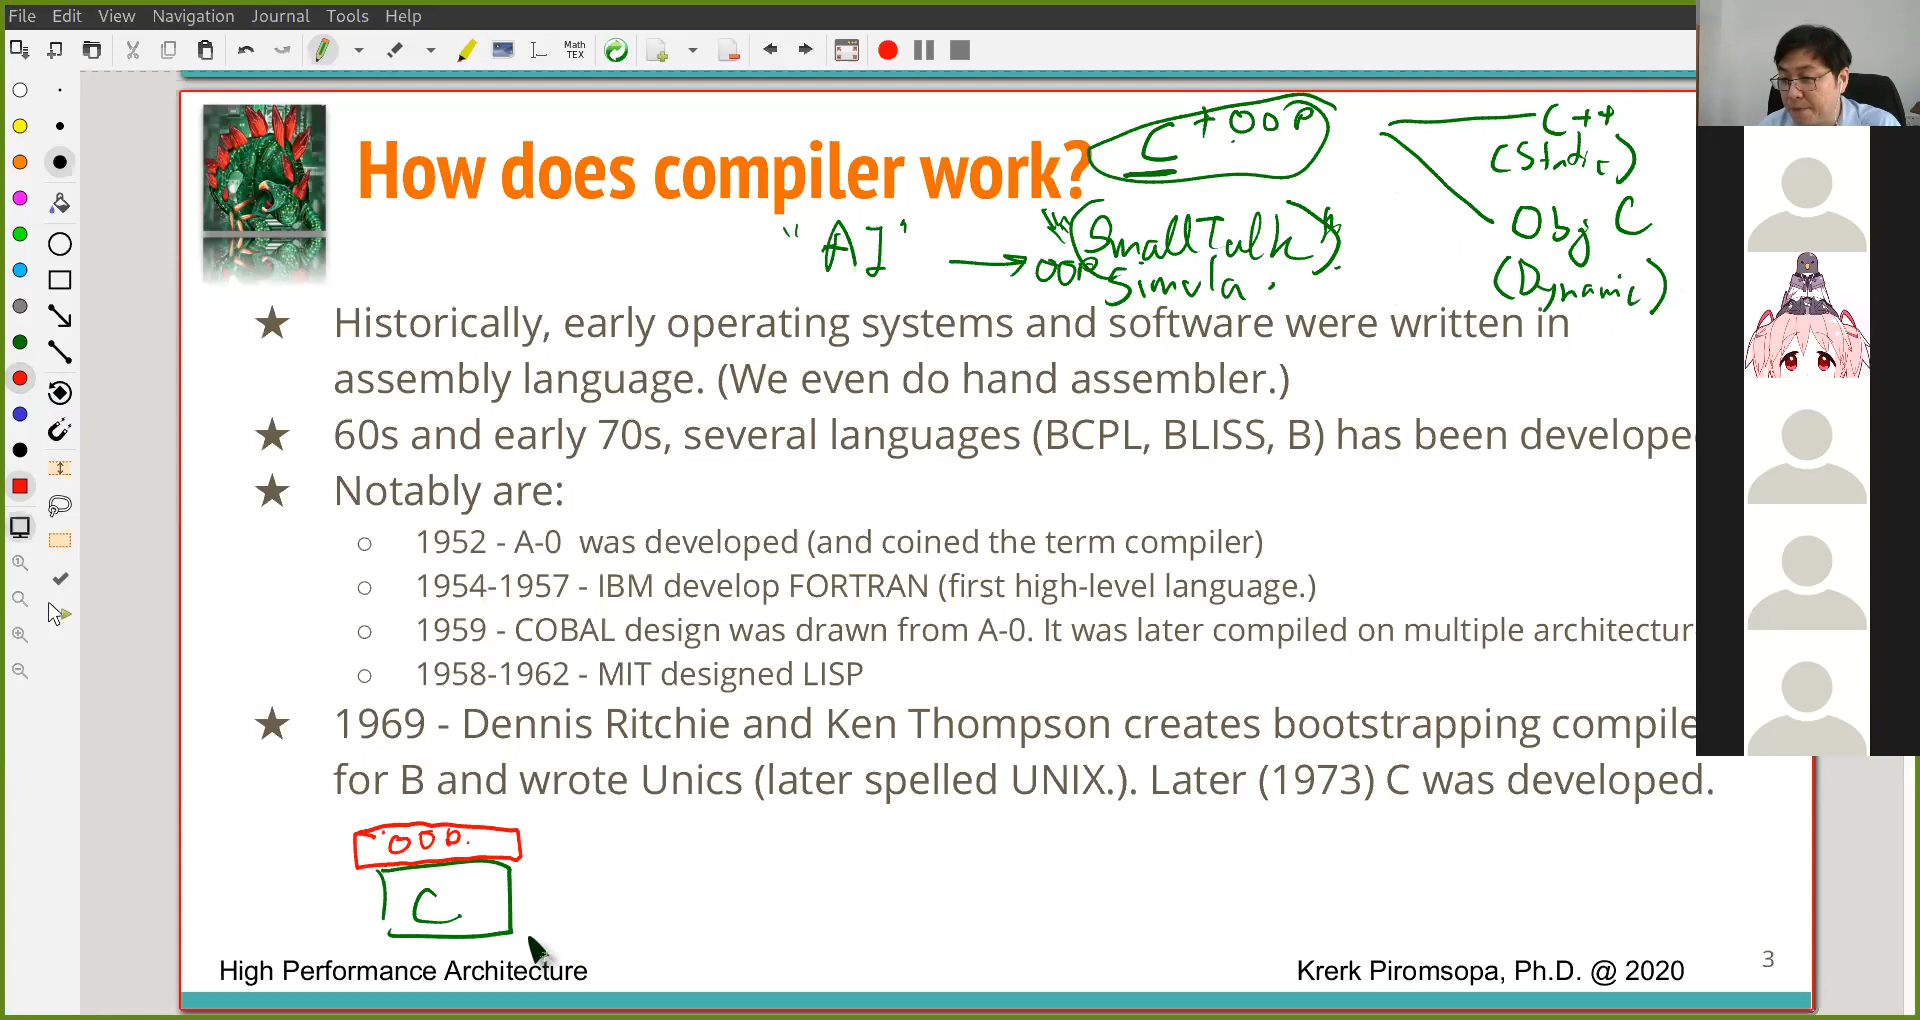 File Edit View Navigation Journal Tools Help
Math
TEX
How does compiler work?
C + OOP
C++
(Static)
Obj C
(Dynamic)
"AI"
OOP
(SmallTalk)
Simula.
★ Historically, early operating systems and software were written in
assembly language. (We even do hand assembler.)
★ 60s and early 70s, several languages (BCPL, BLISS, B) has been develope
★ Notably are:
○ 1952 - A-0 was developed (and coined the term compiler)
○ 1954-1957 - IBM develop FORTRAN (first high-level language.)
○ 1959 - COBAL design was drawn from A-0. It was later compiled on multiple architectur
○ 1958-1962 - MIT designed LISP
★ 1969 - Dennis Ritchie and Ken Thompson creates bootstrapping compile
for B and wrote Unics (later spelled UNIX.). Later (1973) C was developed.
C
High Performance Architecture
Krerk Piromsopa, Ph.D. @ 2020
3